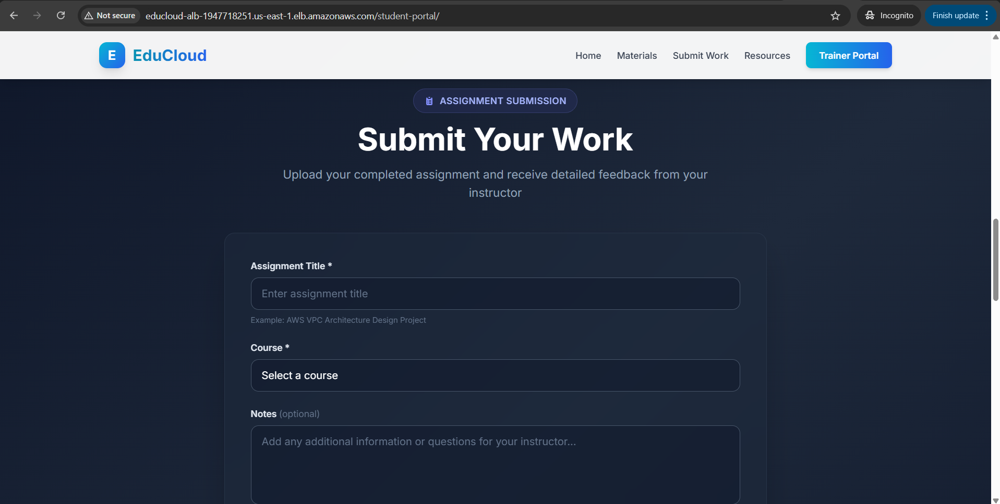 Not secure
educloud-alb-1947718251.us-east-1.elb.amazonaws.com/student-portal/
Incognito
Finish update
E
EduCloud
Home
Materials
Submit Work
Resources
Trainer Portal
ASSIGNMENT SUBMISSION
Submit Your Work
Upload your completed assignment and receive detailed feedback from your
instructor
Assignment Title *
Enter assignment title
Example: AWS VPC Architecture Design Project
Course *
Select a course
Notes (optional)
Add any additional information or questions for your instructor...